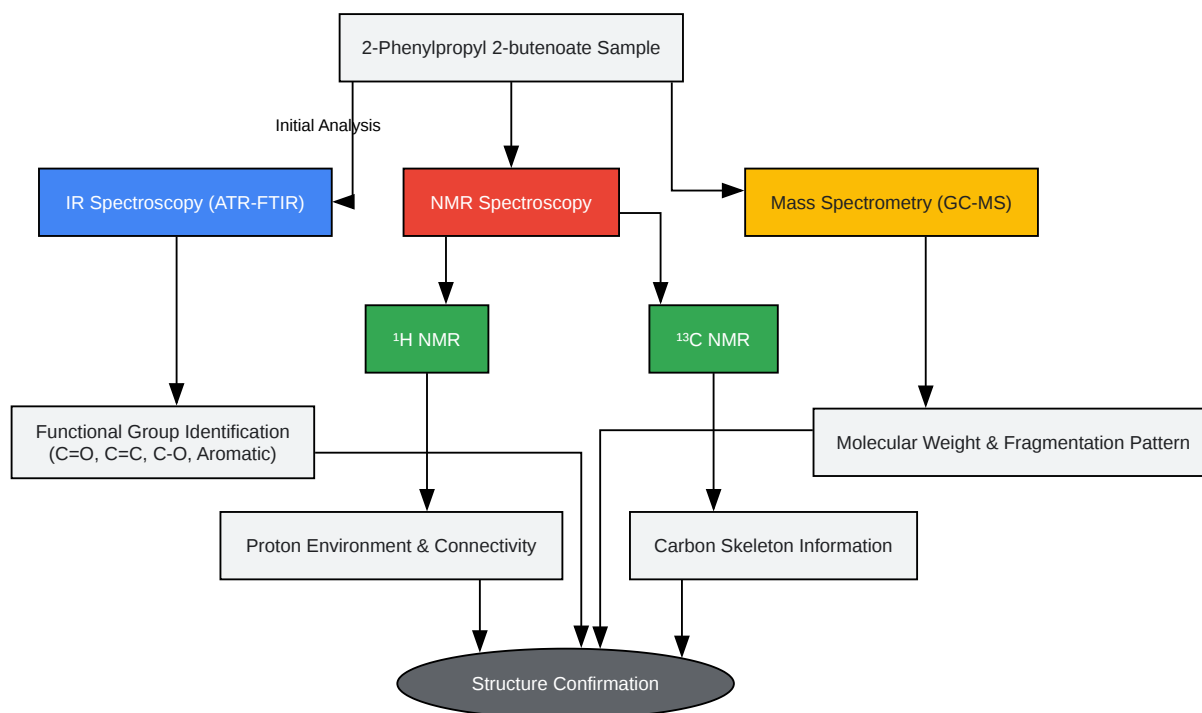 2-Phenylpropyl 2-butenoate Sample
Initial Analysis
IR Spectroscopy (ATR-FTIR)
NMR Spectroscopy
Mass Spectrometry (GC-MS)
¹H NMR
¹³C NMR
Functional Group Identification
(C=O, C=C, C-O, Aromatic)
Molecular Weight & Fragmentation Pattern
Proton Environment & Connectivity
Carbon Skeleton Information
Structure Confirmation